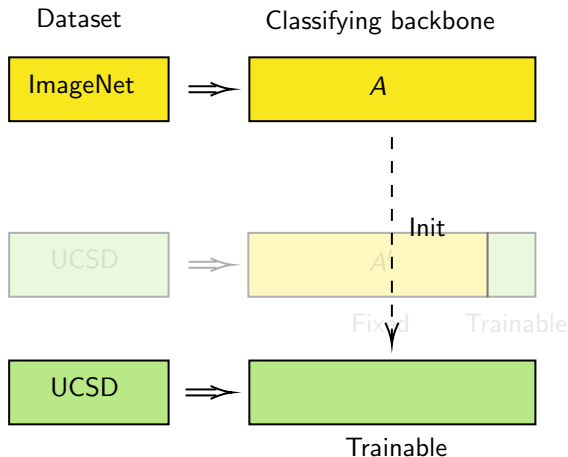 Dataset
Classifying backbone
ImageNet
A
Init
UCSD
A
Fixed
Trainable
UCSD
Trainable